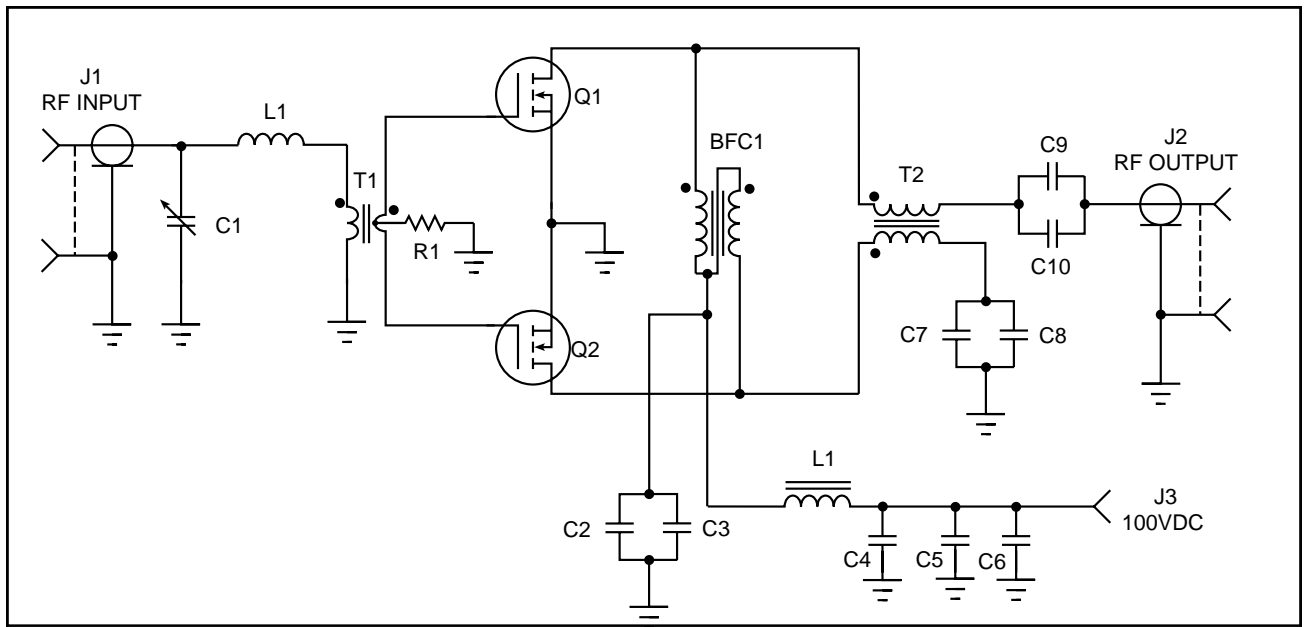 J1
RF INPUT
L1
T1
C1
R1
Q1
Q2
BFC1
T2
C9
C10
J2
RF OUTPUT
C7
C8
L1
J3
100VDC
C2
C3
C4
C5
C6